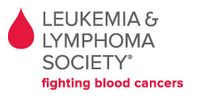 LEUKEMIA &
LYMPHOMA
SOCIETY®
fighting blood cancers